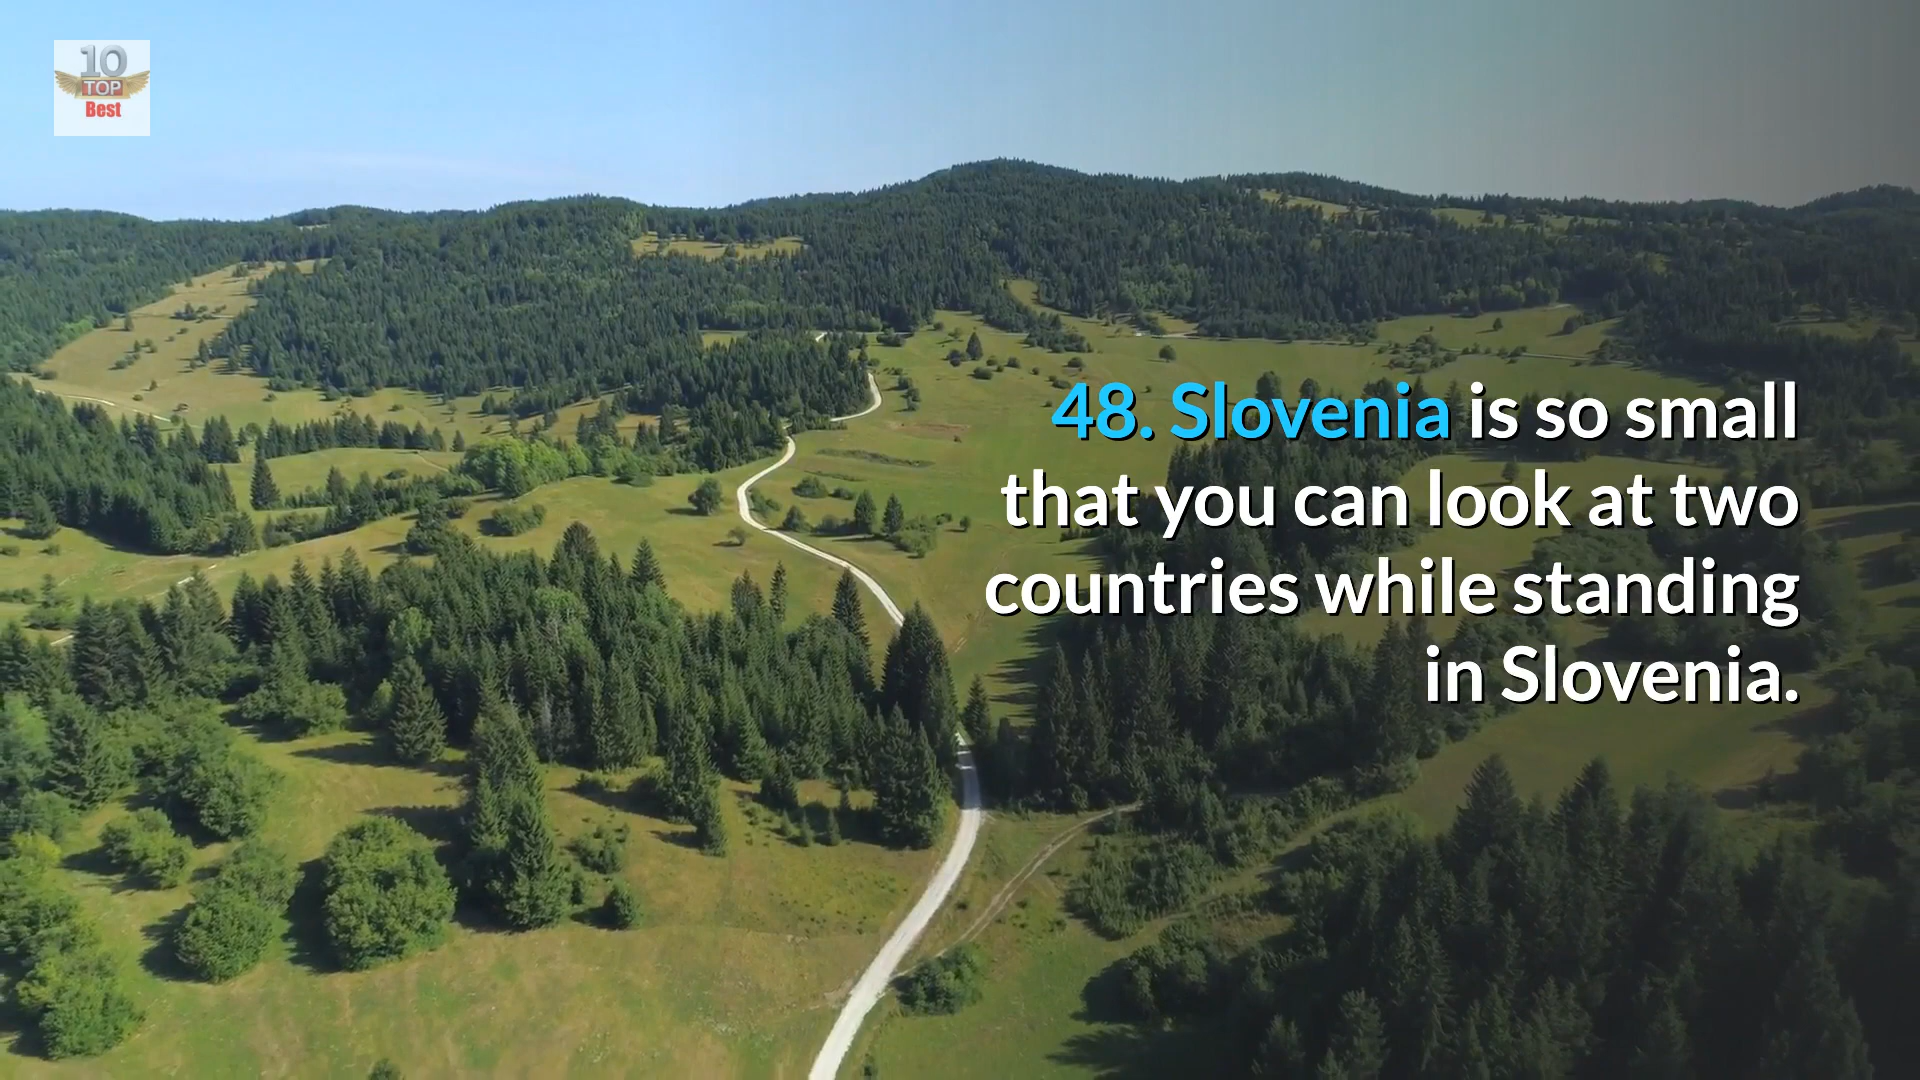 10
TOP
Best
48. Slovenia is so small
that you can look at two
countries while standing
in Slovenia.